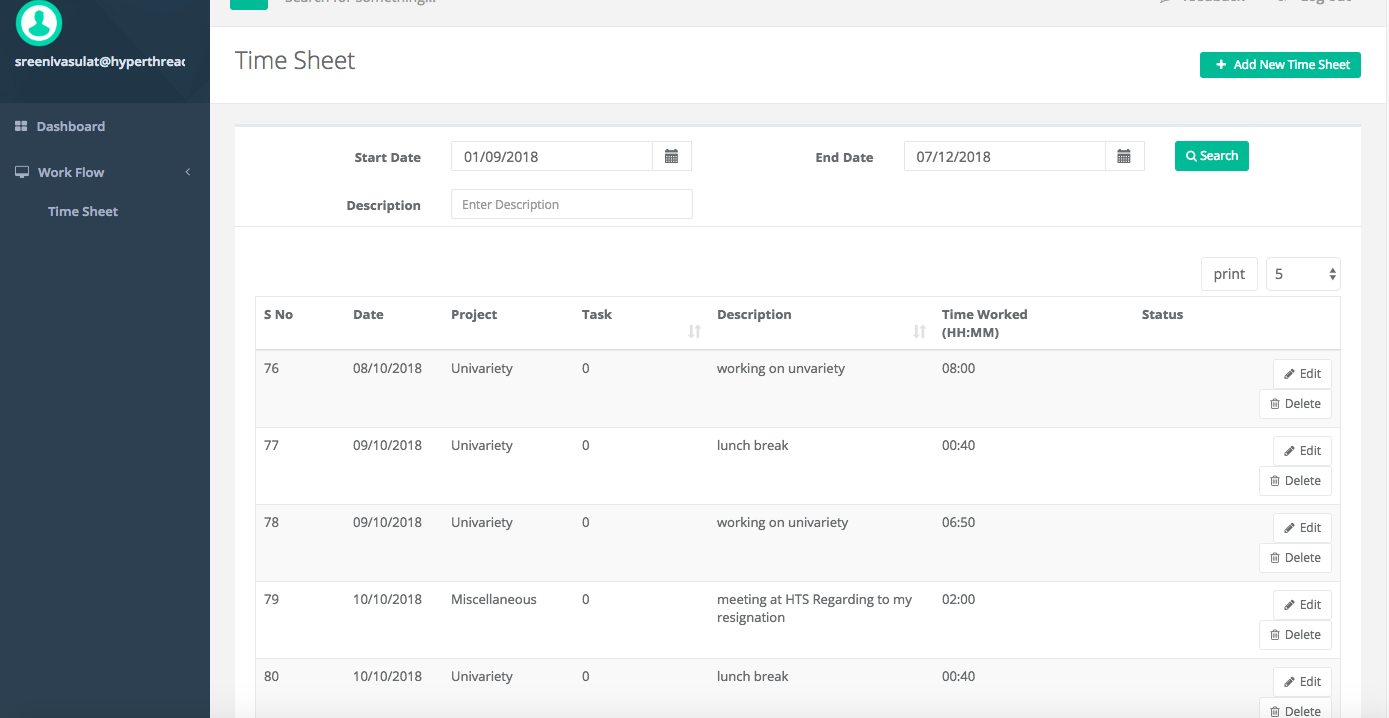 Search for something...
Feedback
Log out
sreenivasulat@hyperthread
Time Sheet
+ Add New Time Sheet
Dashboard
Work Flow
Time Sheet
Start Date 01/09/2018 End Date 07/12/2018 Search
Description Enter Description
print 5
S No Date Project Task Description Time Worked Status
(HH:MM)
76 08/10/2018 Univariety 0 working on unvariety 08:00 Edit
Delete
77 09/10/2018 Univariety 0 lunch break 00:40 Edit
Delete
78 09/10/2018 Univariety 0 working on univariety 06:50 Edit
Delete
79 10/10/2018 Miscellaneous 0 meeting at HTS Regarding to my 02:00 Edit
resignation
Delete
80 10/10/2018 Univariety 0 lunch break 00:40 Edit
Delete